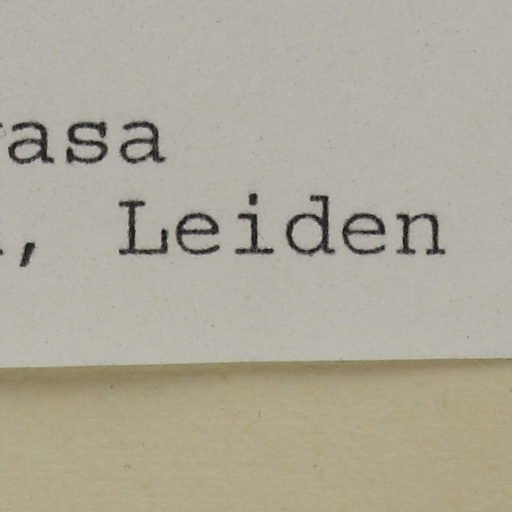 asa
, Leiden